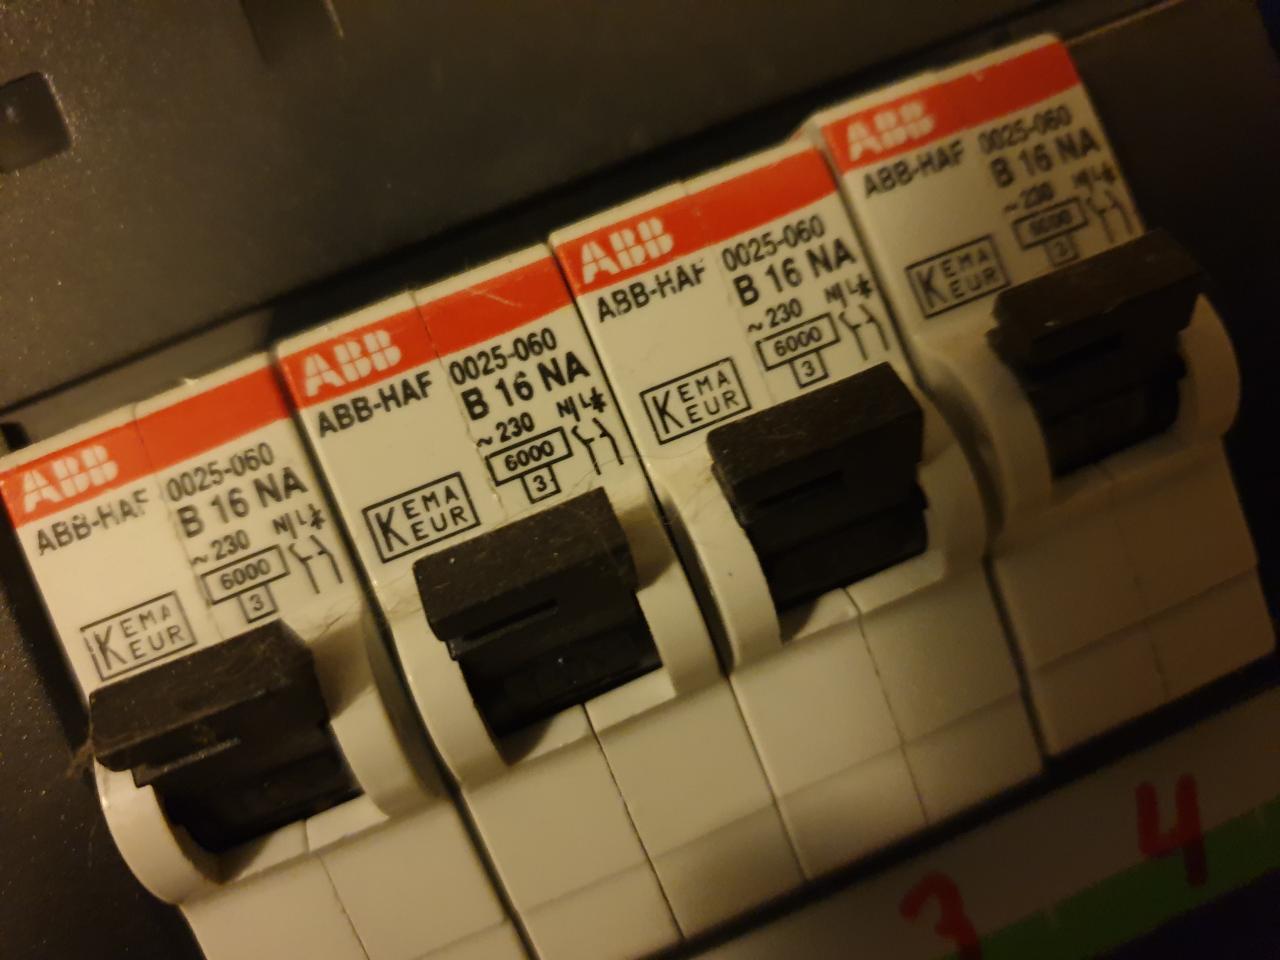 ABB
ABB-HAF
0025-060
B 16 NA
~230
N L
6000
3
KEMA
EUR
ABB
ABB-HAF
0025-060
B 16 NA
~230
N L
6000
3
KEMA
EUR
ABB
ABB-HAF
0025-060
B 16 NA
~230
N L
6000
3
KEMA
EUR
ABB
ABB-HAF
0025-060
B 16 NA
~230
N L
6000
3
KEMA
EUR
3
4